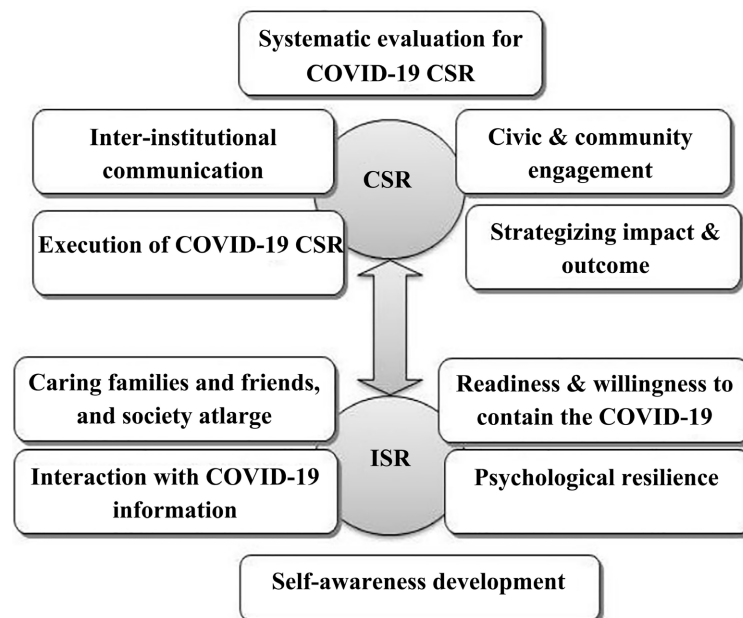 Systematic evaluation for
COVID-19 CSR
Inter-institutional
communication
CSR
Civic & community
engagement
Execution of COVID-19 CSR
Strategizing impact &
outcome
Caring families and friends,
and society atlarge
Readiness & willingness to
contain the COVID-19
Interaction with COVID-19
information
ISR
Psychological resilience
Self-awareness development